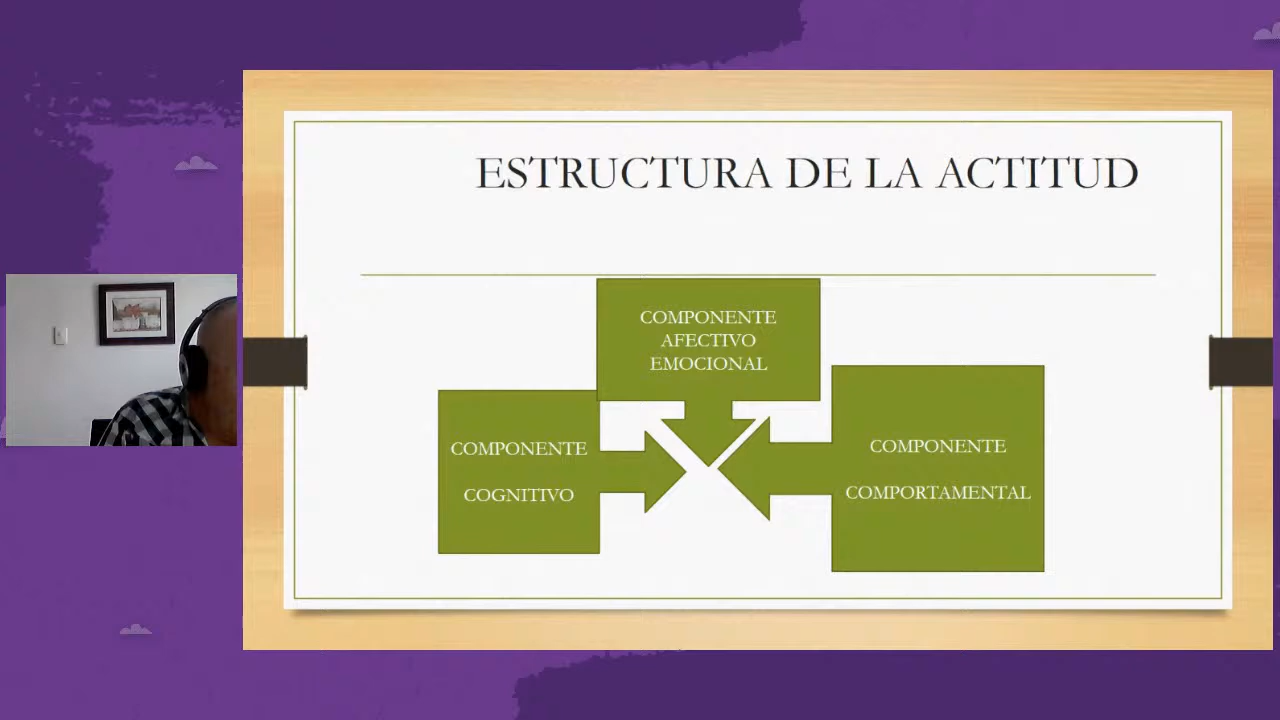 ESTRUCTURA DE LA ACTITUD
COMPONENTE
AFECTIVO
EMOCIONAL
COMPONENTE
COGNITIVO
COMPONENTE
COMPORTAMENTAL